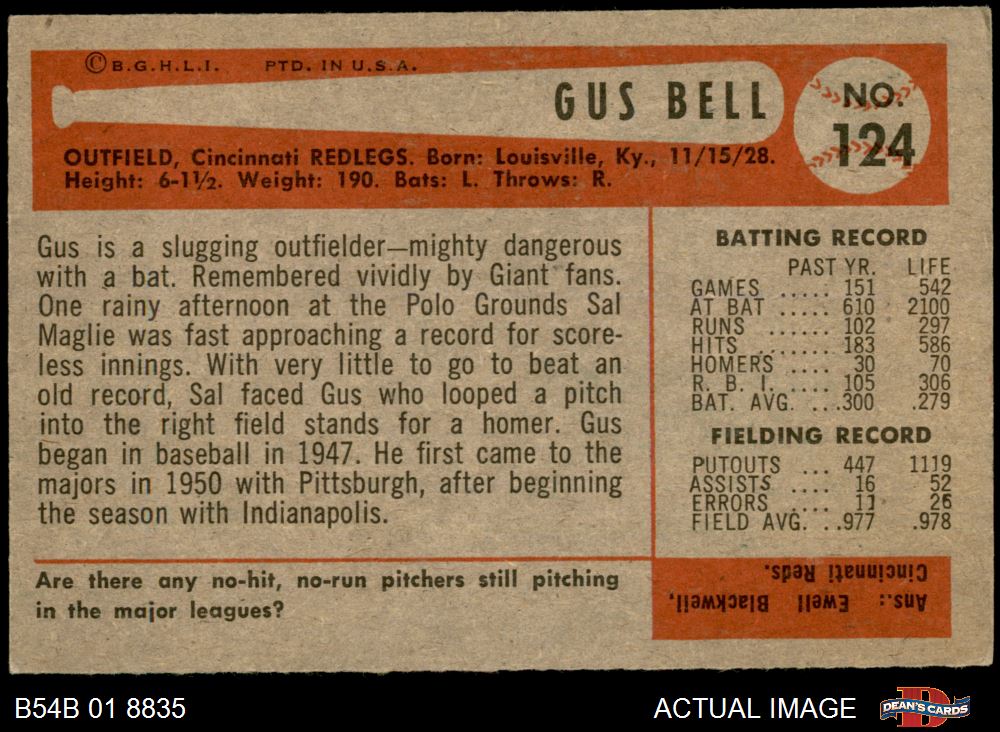 © B.G.H.L.I. PTD. IN U.S.A.
GUS BELL
NO.
124
OUTFIELD, Cincinnati REDLEGS. Born: Louisville, Ky., 11/15/28.
Height: 6-1½. Weight: 190. Bats: L. Throws: R.
Gus is a slugging outfielder—mighty dangerous
with a bat. Remembered vividly by Giant fans.
One rainy afternoon at the Polo Grounds Sal
Maglie was fast approaching a record for score-
less innings. With very little to go to beat an
old record, Sal faced Gus who looped a pitch
into the right field stands for a homer. Gus
began in baseball in 1947. He first came to the
majors in 1950 with Pittsburgh, after beginning
the season with Indianapolis.
BATTING RECORD
PAST YR. LIFE
GAMES ..... 151 542
AT BAT ..... 610 2100
RUNS ...... 102 297
HITS ........ 183 586
HOMERS .... 30 70
R. B. I. .... 105 306
BAT. AVG. ...300 .279
FIELDING RECORD
PUTOUTS ... 447 1119
ASSISTS .... 16 52
ERRORS .... 11 26
FIELD AVG. ..977 .978
Are there any no-hit, no-run pitchers still pitching
in the major leagues?
Ans.: Ewell Blackwell,
Cincinnati Reds.
B54B 01 8835
ACTUAL IMAGE
D
DEAN'S CARDS